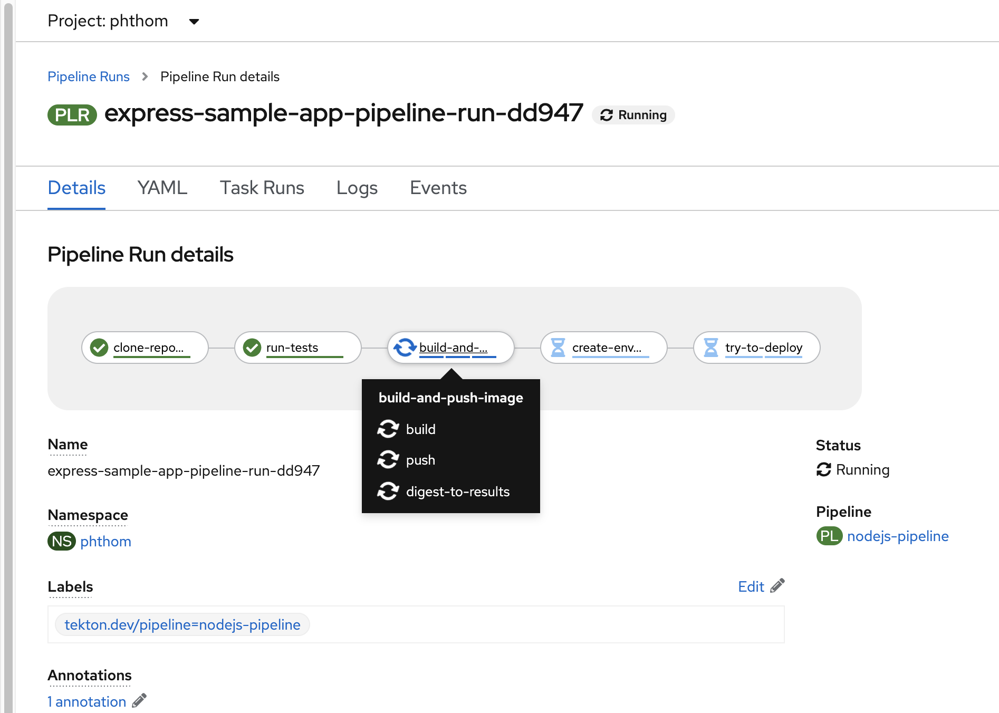 Project: phthom
Pipeline Runs > Pipeline Run details
PLR express-sample-app-pipeline-run-dd947 Running
Details YAML Task Runs Logs Events
Pipeline Run details
clone-repo... run-tests build-and-... create-env... try-to-deploy
build-and-push-image
build
push
digest-to-results
Name
express-sample-app-pipeline-run-dd947
Namespace
NS phthom
Labels
Edit
tekton.dev/pipeline=nodejs-pipeline
Annotations
1 annotation
Status
Running
Pipeline
PL nodejs-pipeline